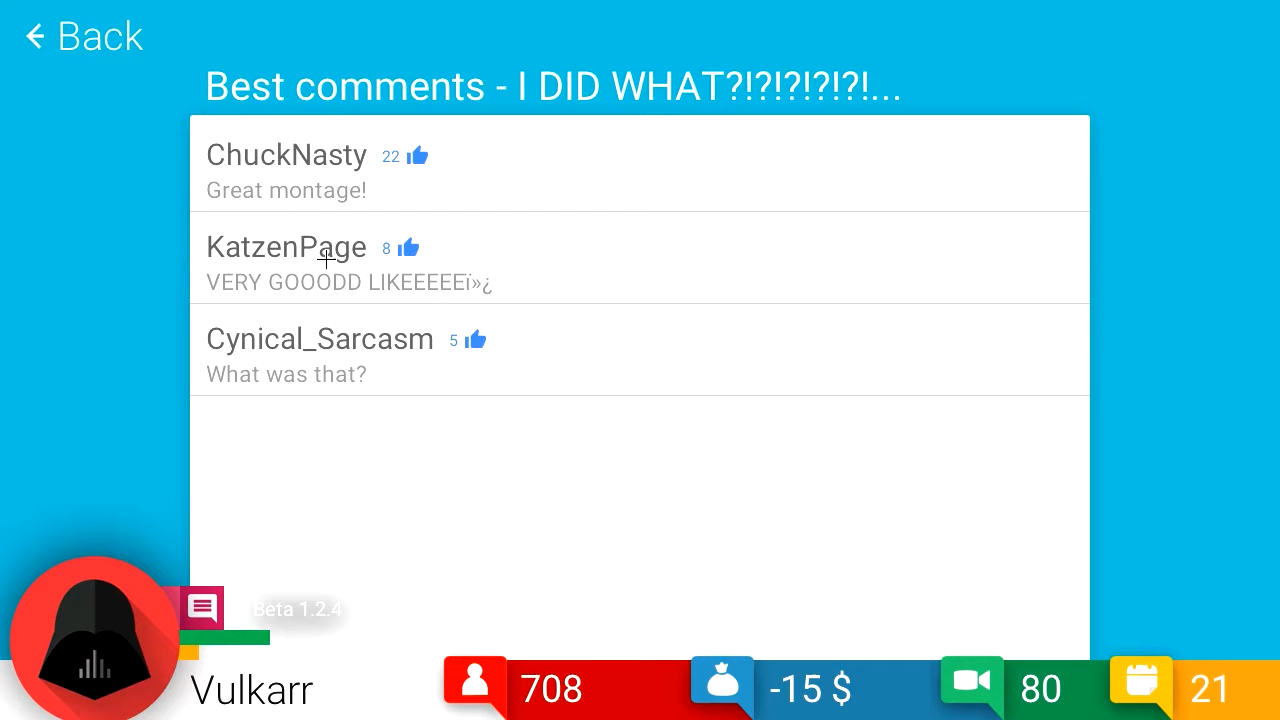 Back
Best comments - I DID WHAT?!?!?!?!?!...
ChuckNasty 22
Great montage!
KatzenPage 8
VERY GOOODD LIKEEEEEï»¿
Cynical_Sarcasm 5
What was that?
Beta 1.2.4
Vulkarr 708 -15 $ 80 21